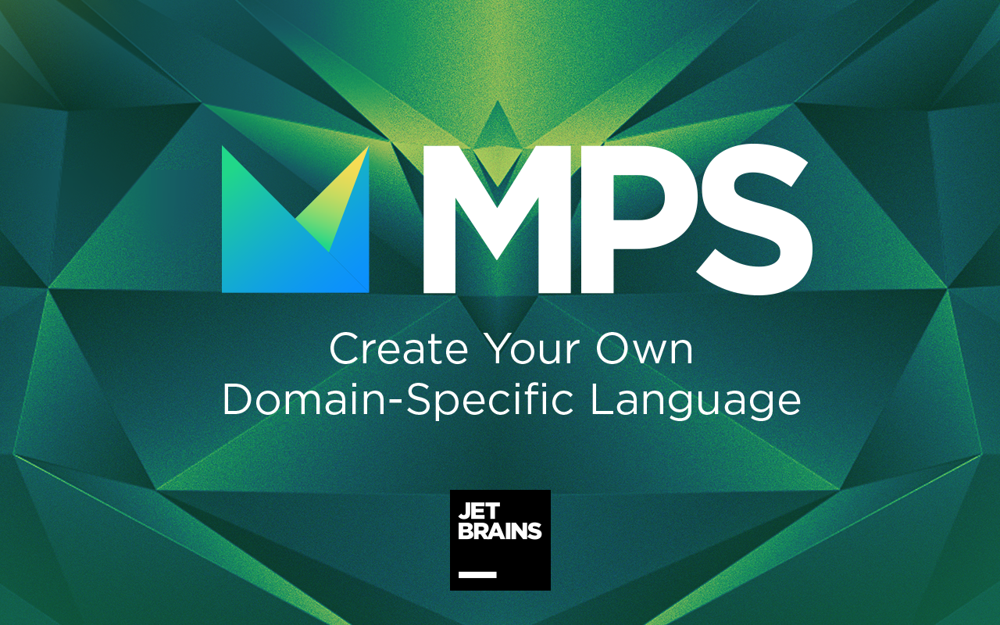 MPS
Create Your Own
Domain-Specific Language
JET
BRAINS